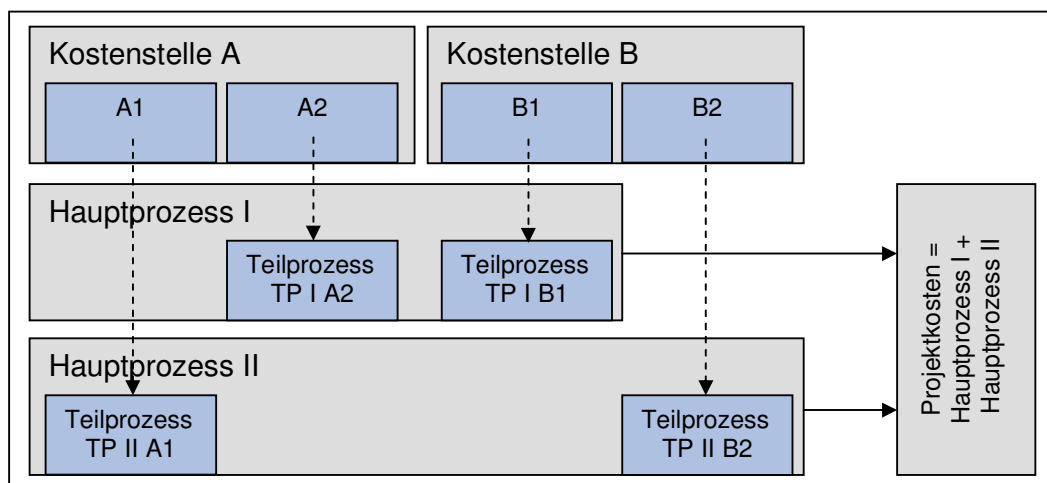 Kostenstelle A
Kostenstelle B
A1
A2
B1
B2
Hauptprozess I
Teilprozess
TP I A2
Teilprozess
TP I B1
Hauptprozess II
Teilprozess
TP II A1
Teilprozess
TP II B2
Projektkosten =
Hauptprozess I +
Hauptprozess II